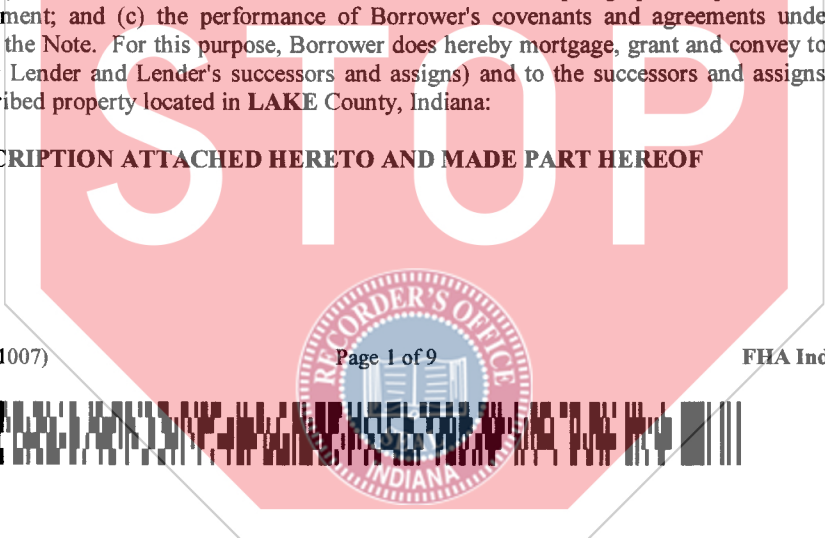 ment; and (c) the performance of Borrower's covenants and agreements unde
the Note. For this purpose, Borrower does hereby mortgage, grant and convey to
Lender and Lender's successors and assigns) and to the successors and assigns
ribed property located in LAKE County, Indiana:
CRIPTION ATTACHED HERETO AND MADE PART HEREOF
STOP
RECORDER'S OFFICE
1007)
Page 1 of 9
FHA Ind
SEAL
INDIANA